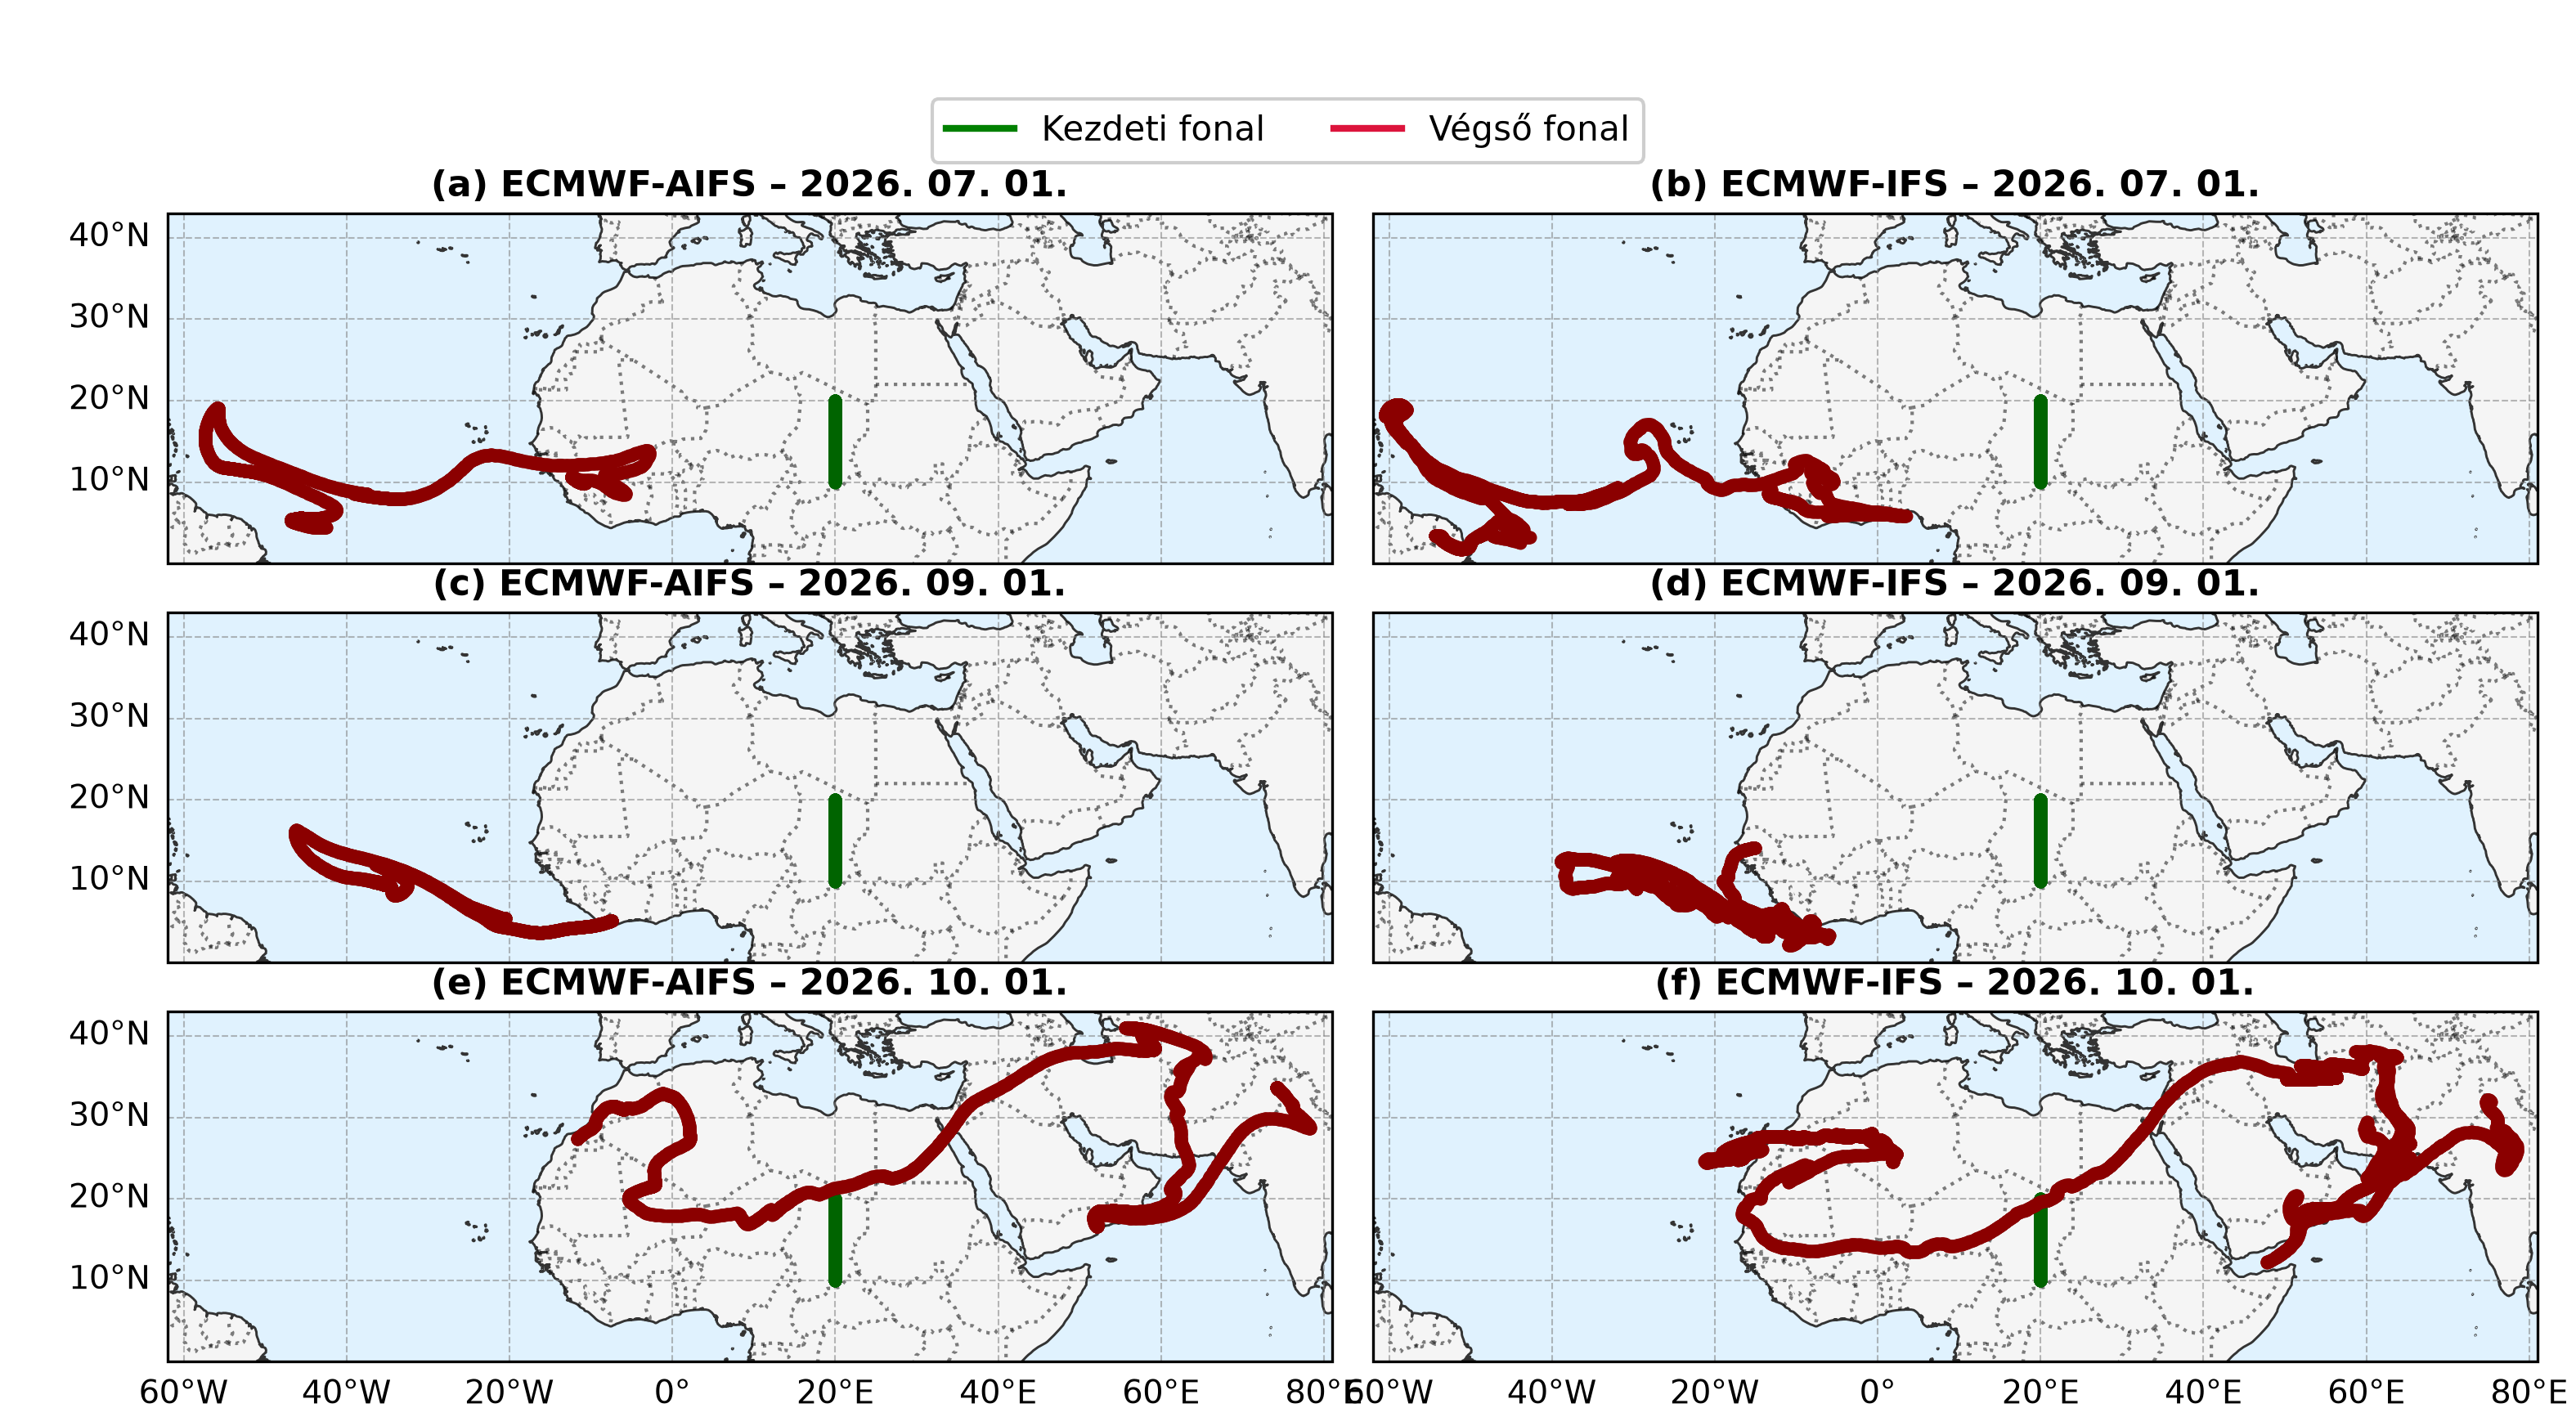 Kezdeti fonal Végső fonal
(a) ECMWF-AIFS – 2026. 07. 01. (b) ECMWF-IFS – 2026. 07. 01.
40°N
30°N
20°N
10°N
(c) ECMWF-AIFS – 2026. 09. 01. (d) ECMWF-IFS – 2026. 09. 01.
40°N
30°N
20°N
10°N
(e) ECMWF-AIFS – 2026. 10. 01. (f) ECMWF-IFS – 2026. 10. 01.
40°N
30°N
20°N
10°N
60°W 40°W 20°W 0° 20°E 40°E 60°E 80°E 60°W 40°W 20°W 0° 20°E 40°E 60°E 80°E